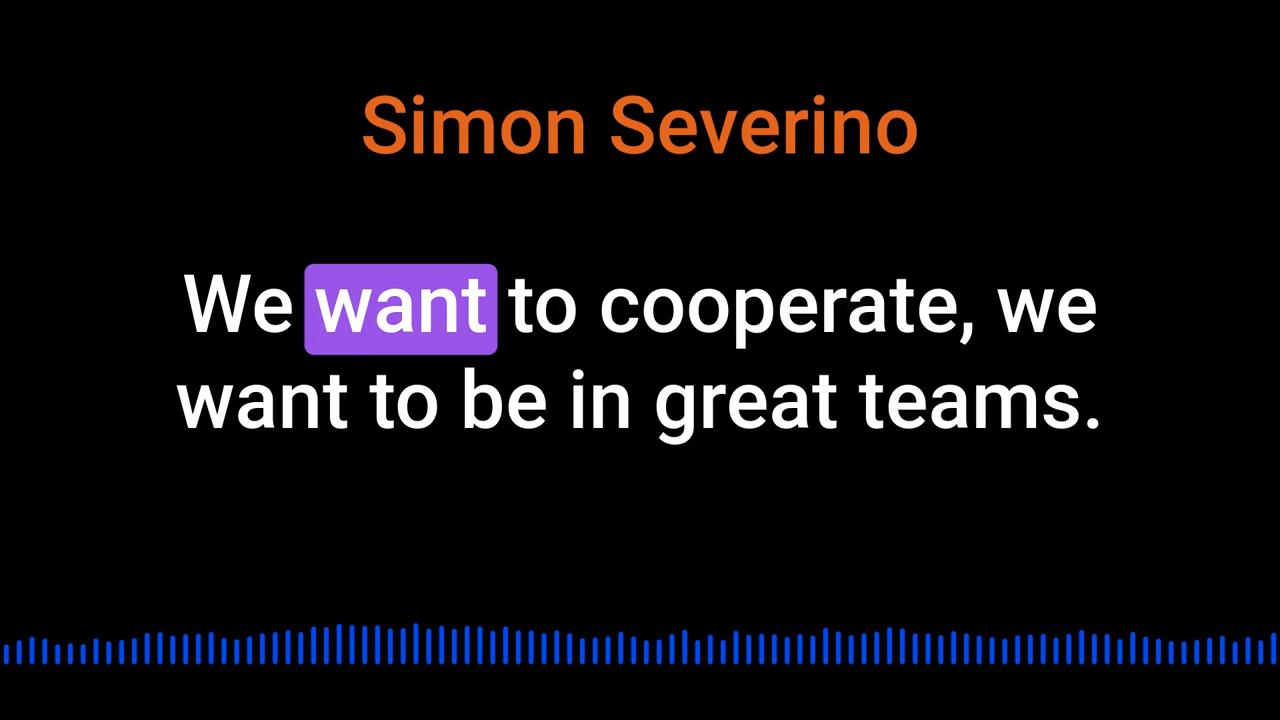 Simon Severino
We want to cooperate, we
want to be in great teams.